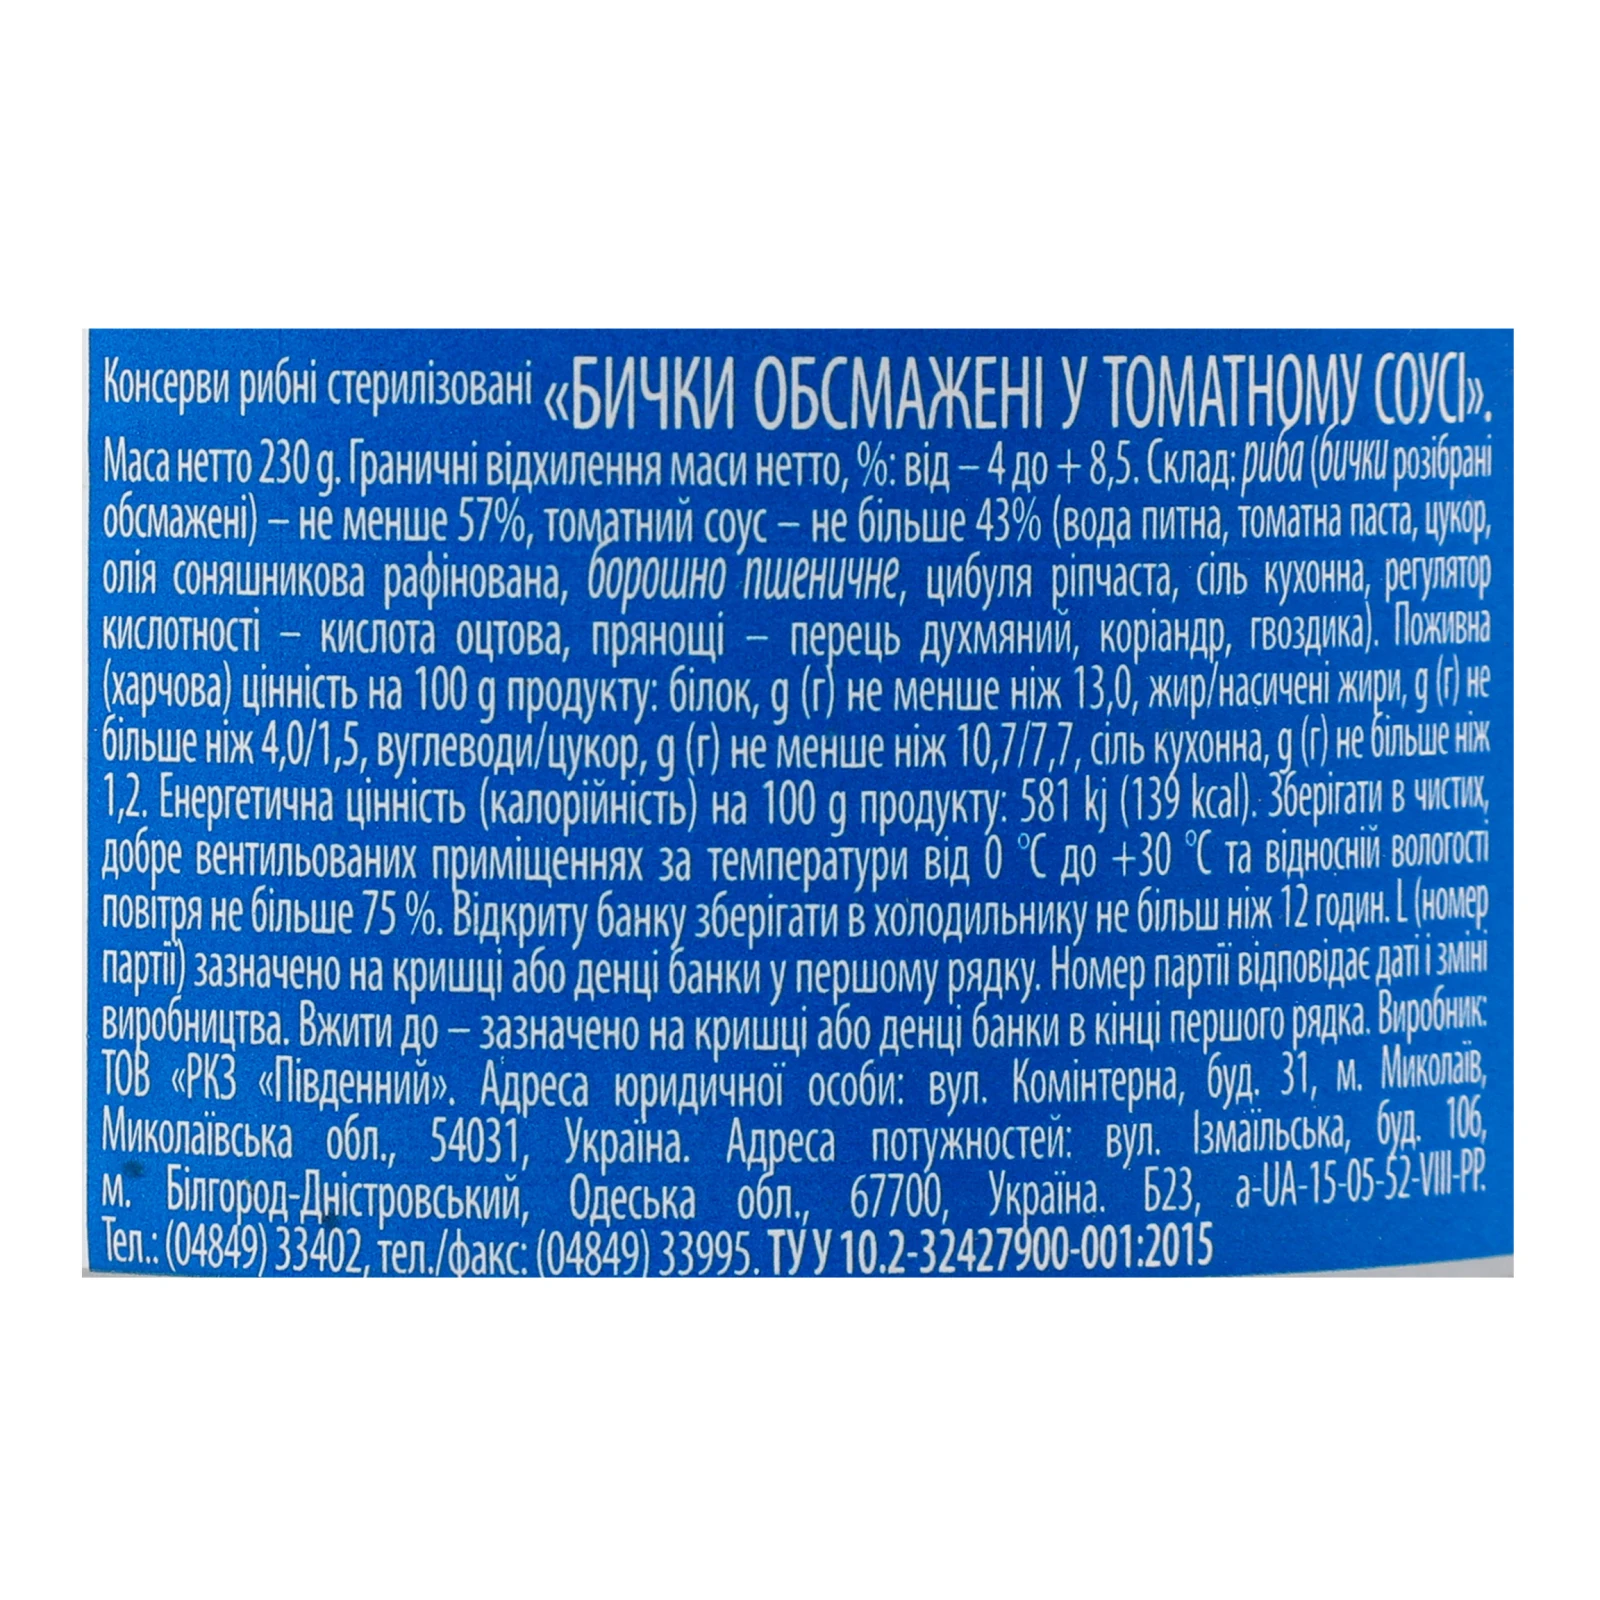 Консерви рибні стерилізовані «БИЧКИ ОБСМАЖЕНІ У ТОМАТНОМУ СОУСІ».
Маса нетто 230 g. Граничні відхилення маси нетто, %: від – 4 до + 8,5. Склад: риба (бички розібрані
обсмажені) – не менше 57%, томатний соус – не більше 43% (вода питна, томатна паста, цукор,
олія соняшникова рафінована, борошно пшеничне, цибуля ріпчаста, сіль кухонна, регулятор
кислотності – кислота оцтова, прянощі – перець духмяний, коріандр, гвоздика). Поживна
(харчова) цінність на 100 g продукту: білок, g (г) не менше ніж 13,0, жир/насичені жири, g (г) не
більше ніж 4,0/1,5, вуглеводи/цукор, g (г) не менше ніж 10,7/7,7, сіль кухонна, g (г) не більше ніж
1,2. Енергетична цінність (калорійність) на 100 g продукту: 581 kj (139 kcal). Зберігати в чистих,
добре вентильованих приміщеннях за температури від 0 °С до +30 °С та відносній вологості
повітря не більше 75 %. Відкриту банку зберігати в холодильнику не більш ніж 12 годин. L (номер
партії) зазначено на кришці або денці банки у першому рядку. Номер партії відповідає даті і зміні
виробництва. Вжити до – зазначено на кришці або денці банки в кінці першого рядка. Виробник:
ТОВ «РКЗ «Південний». Адреса юридичної особи: вул. Комінтерна, буд. 31, м. Миколаїв,
Миколаївська обл., 54031, Україна. Адреса потужностей: вул. Ізмаїльська, буд. 106,
м. Білгород-Дністровський, Одеська обл., 67700, Україна. Б23, a-UA-15-05-52-VIII-PP.
Тел.: (04849) 33402, тел./факс: (04849) 33995. ТУ У 10.2-32427900-001:2015